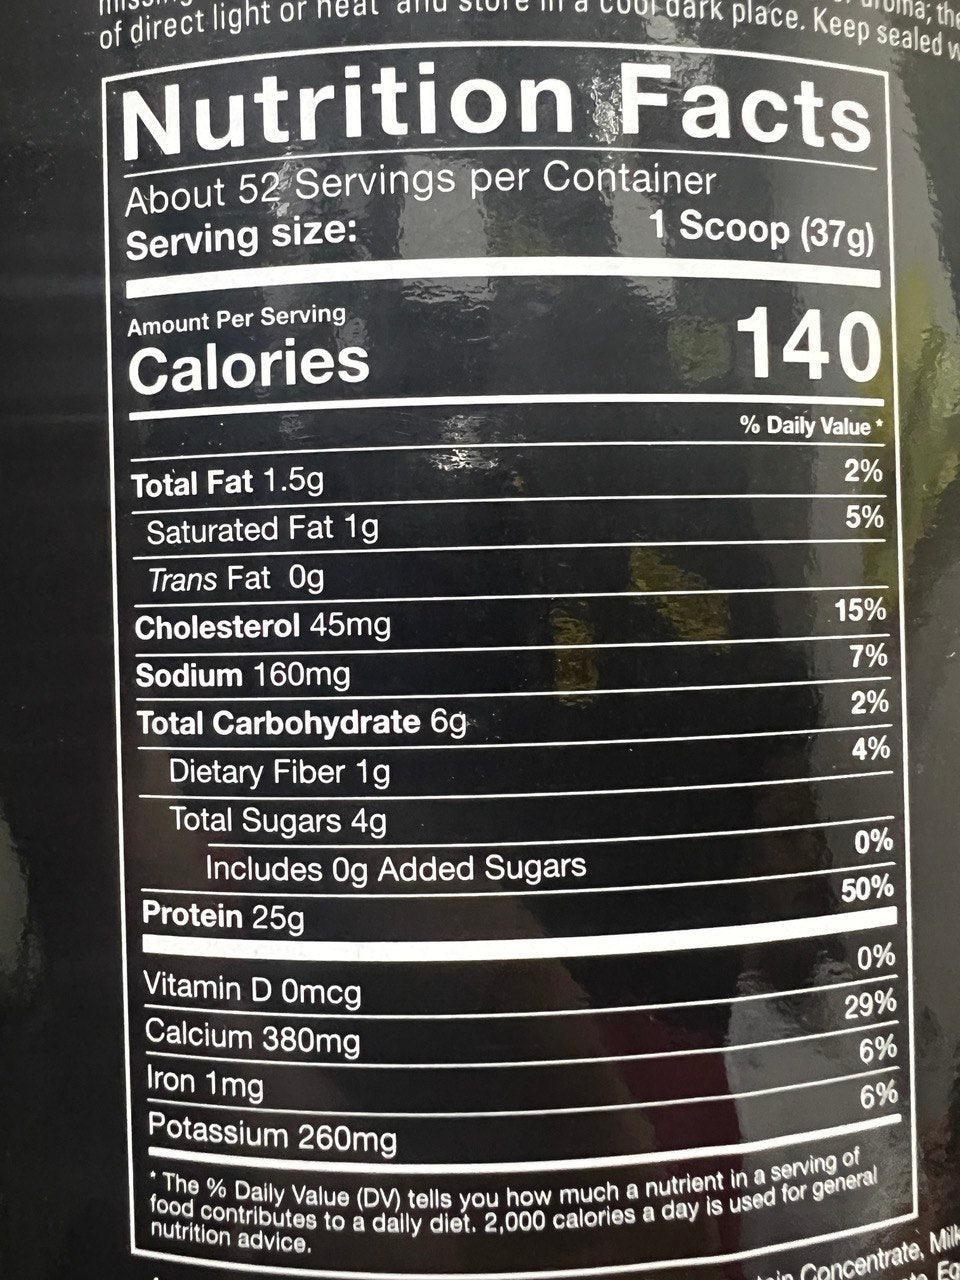 of direct light or heat and store in a cool dark place. Keep sealed
Nutrition Facts
About 52 Servings per Container
Serving size: 1 Scoop (37g)
Amount Per Serving
Calories 140
% Daily Value *
Total Fat 1.5g 2%
Saturated Fat 1g 5%
Trans Fat 0g
Cholesterol 45mg 15%
Sodium 160mg 7%
Total Carbohydrate 6g 2%
Dietary Fiber 1g 4%
Total Sugars 4g
Includes 0g Added Sugars 0%
Protein 25g 50%
Vitamin D 0mcg 0%
Calcium 380mg 29%
Iron 1mg 6%
Potassium 260mg 6%
* The % Daily Value (DV) tells you how much a nutrient in a serving of
food contributes to a daily diet. 2,000 calories a day is used for general
nutrition advice.
Concentrate, Milk